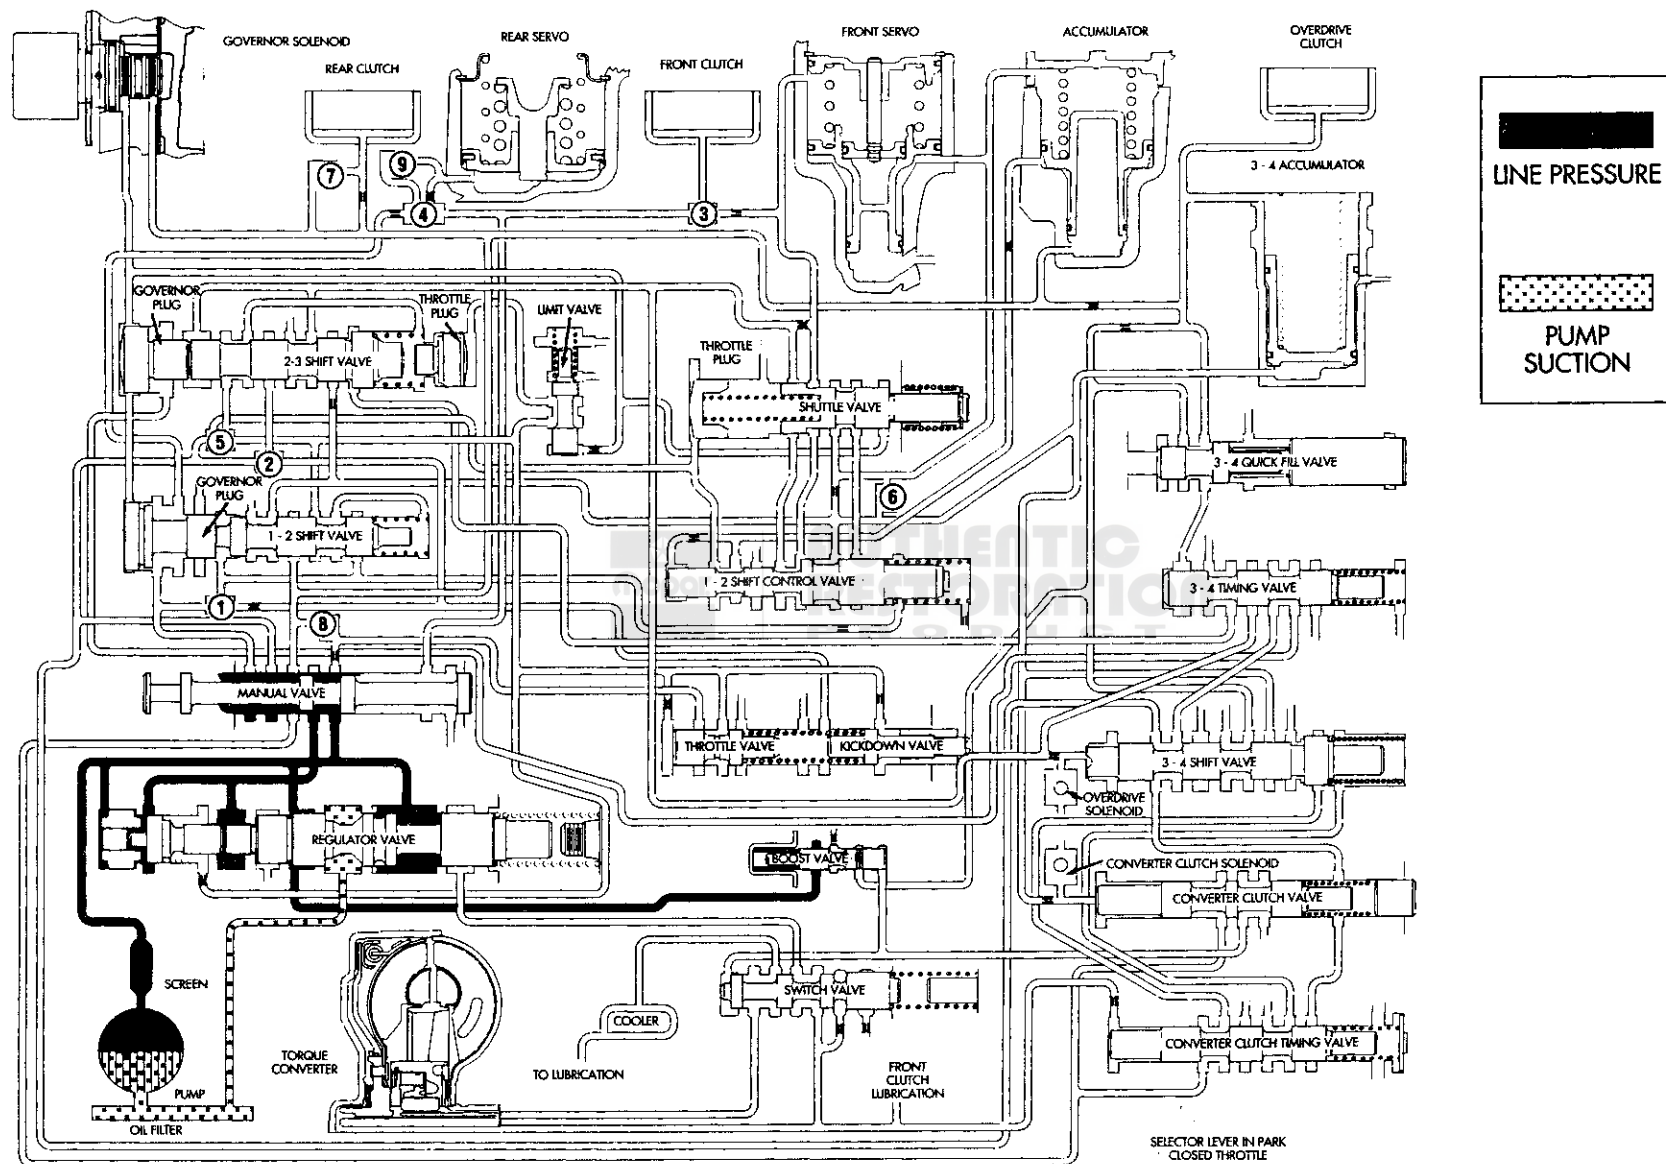 GOVERNOR SOLENOID
REAR SERVO
FRONT SERVO
ACCUMULATOR
OVERDRIVE
CLUTCH
REAR CLUTCH
FRONT CLUTCH
3 - 4 ACCUMULATOR
LINE PRESSURE
PUMP
SUCTION
7
9
4
3
GOVERNOR
PLUG
THROTTLE
PLUG
LIMIT VALVE
THROTTLE
PLUG
2-3 SHIFT VALVE
SHUTTLE VALVE
5
2
3 - 4 QUICK FILL VALVE
GOVERNOR
PLUG
6
1 - 2 SHIFT VALVE
AUTHENTIC
RESTORATION
PRODUCT
1 - 2 SHIFT CONTROL VALVE
3 - 4 TIMING VALVE
1
8
MANUAL VALVE
THROTTLE VALVE
KICKDOWN VALVE
3 - 4 SHIFT VALVE
OVERDRIVE
SOLENOID
REGULATOR VALVE
BOOST VALVE
CONVERTER CLUTCH SOLENOID
CONVERTER CLUTCH VALVE
SCREEN
SWITCH VALVE
COOLER
CONVERTER CLUTCH TIMING VALVE
TORQUE
CONVERTER
TO LUBRICATION
FRONT
CLUTCH
LUBRICATION
PUMP
OIL FILTER
SELECTOR LEVER IN PARK
CLOSED THROTTLE